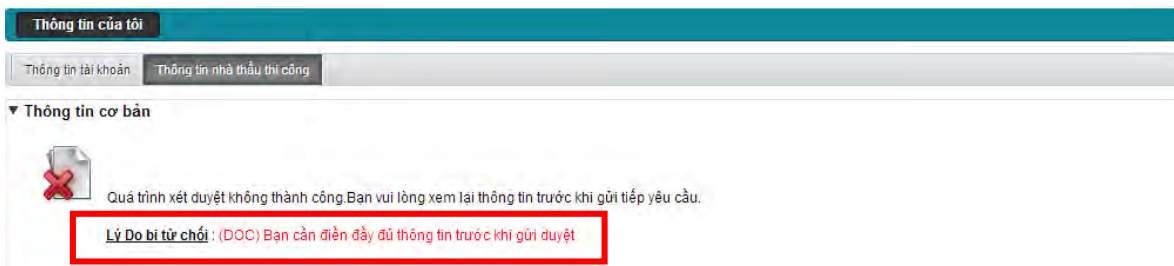 Thông tin của tôi
Thông tin tài khoản Thông tin nhà thầu thi công
Thông tin cơ bản
Quá trình xét duyệt không thành công.Bạn vui lòng xem lại thông tin trước khi gửi tiếp yêu cầu.
Lý Do bị từ chối : (DOC) Bạn cần điền đầy đủ thông tin trước khi gửi duyệt